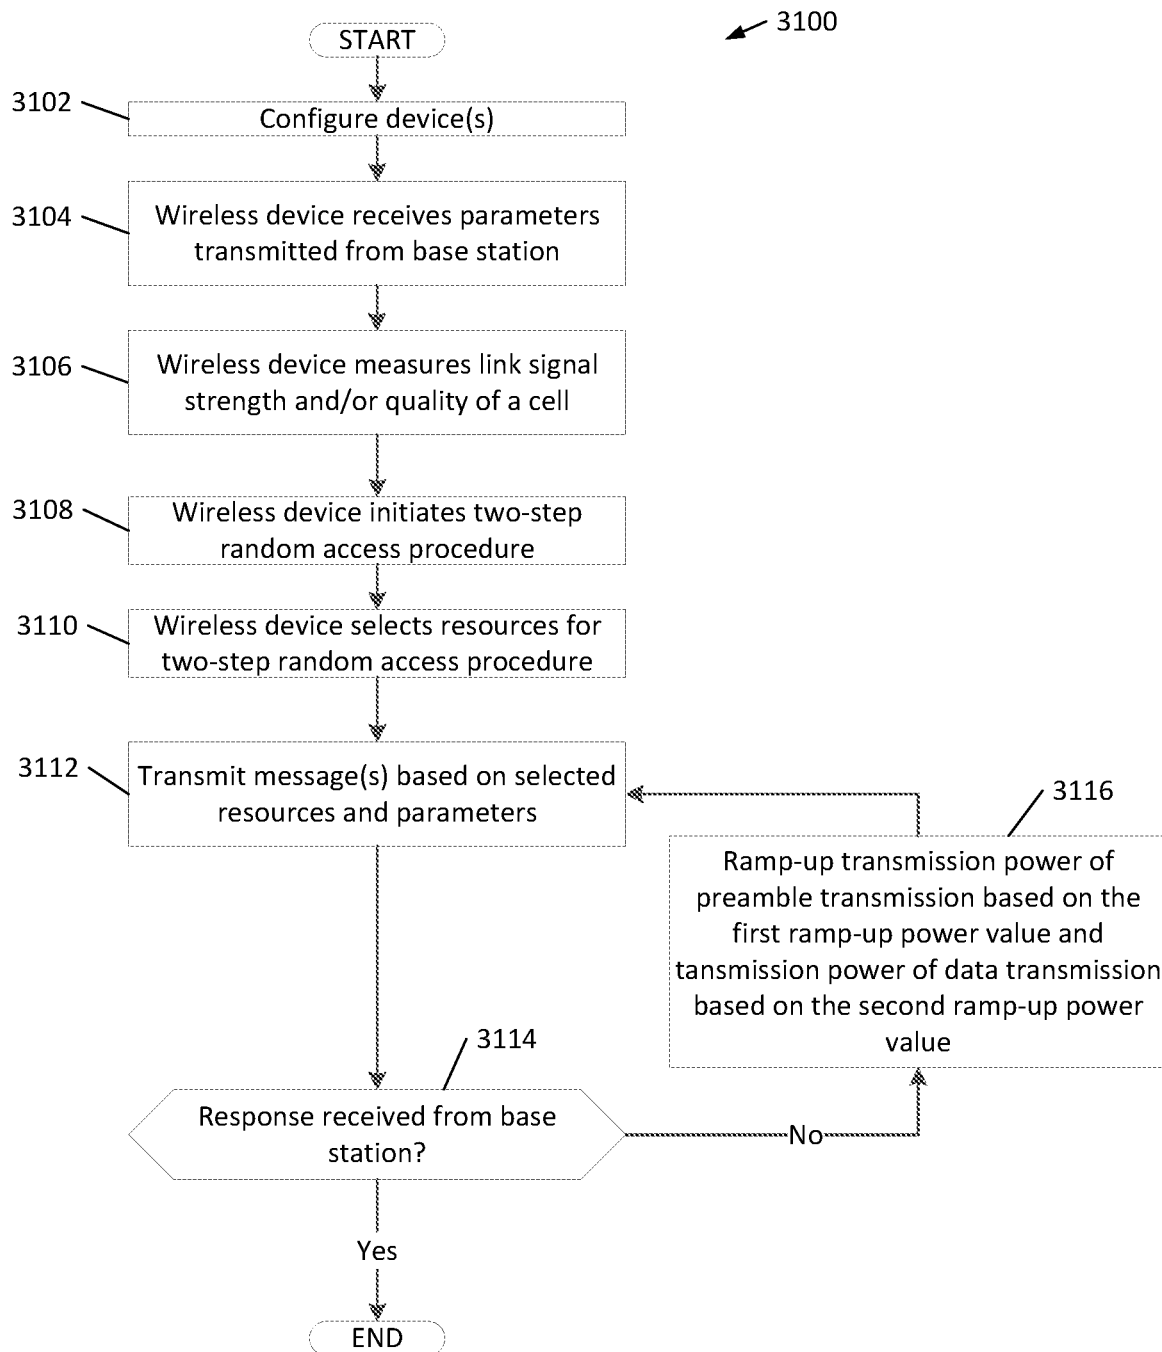 3100
START
3102
Configure device(s)
3104
Wireless device receives parameters
transmitted from base station
3106
Wireless device measures link signal
strength and/or quality of a cell
3108
Wireless device initiates two-step
random access procedure
3110
Wireless device selects resources for
two-step random access procedure
3112
Transmit message(s) based on selected
resources and parameters
3116
Ramp-up transmission power of
preamble transmission based on the
first ramp-up power value and
tansmission power of data transmission
based on the second ramp-up power
value
3114
Response received from base
station?
No
Yes
END